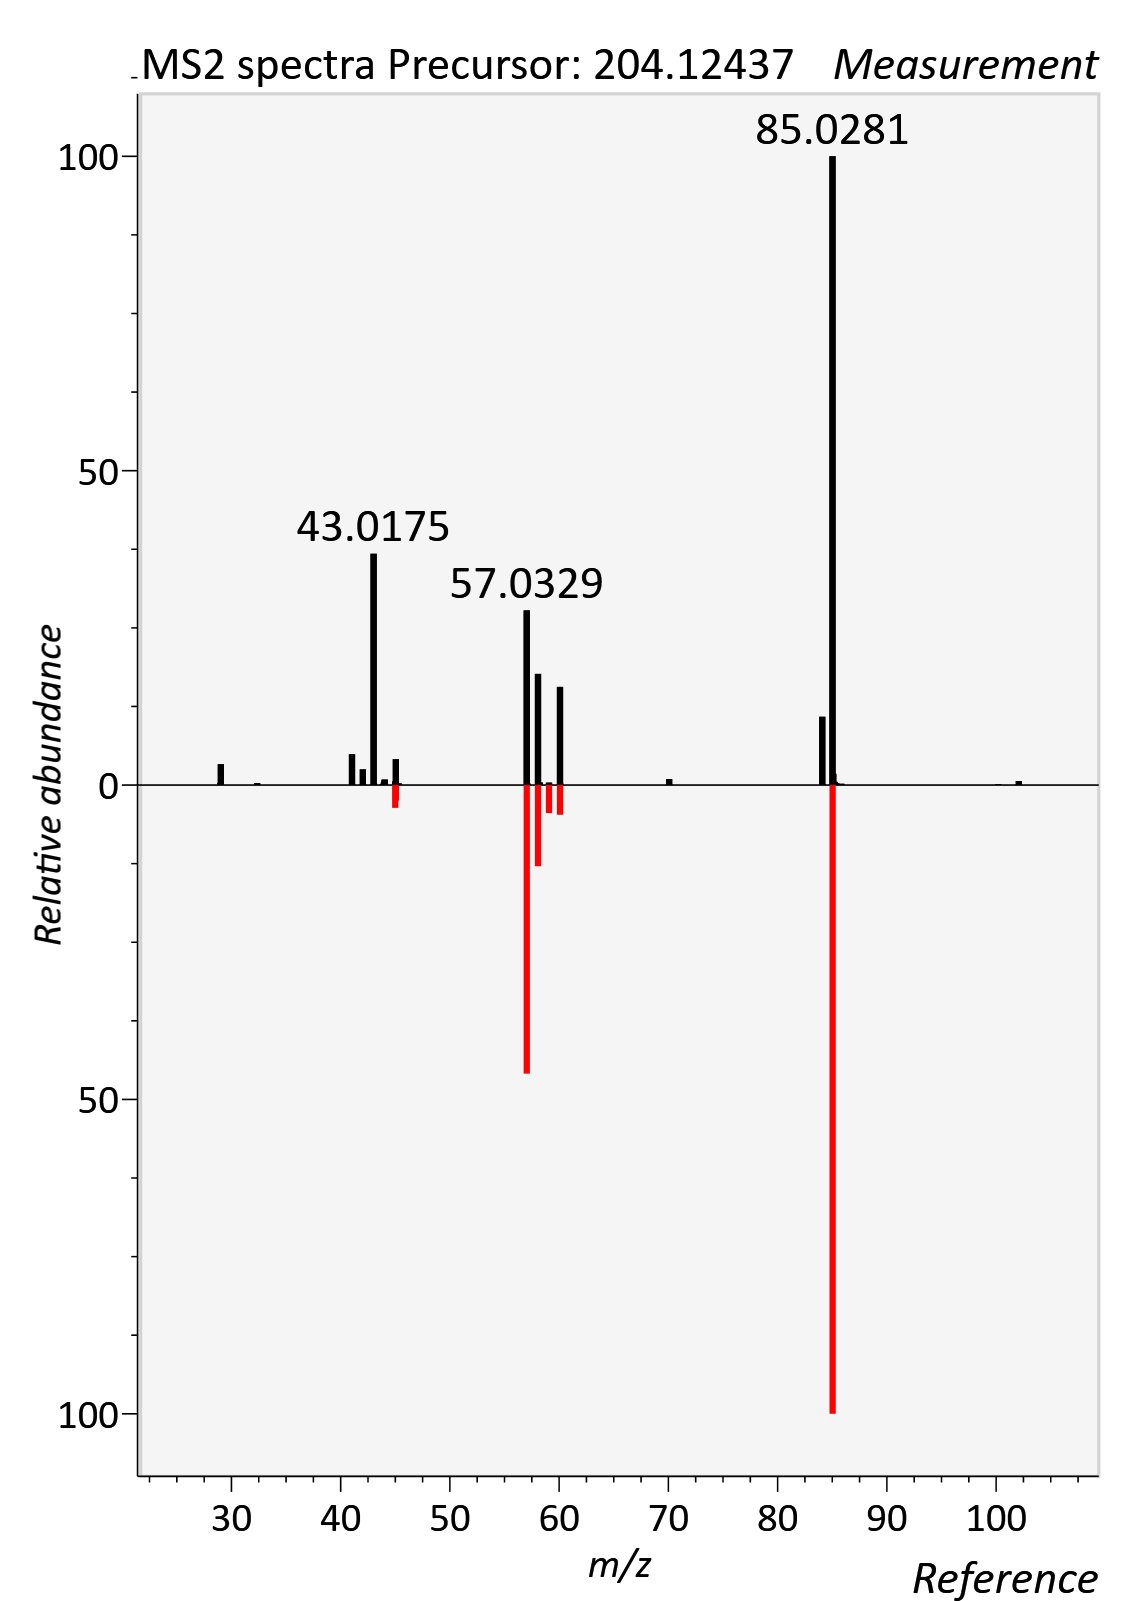 MS2 spectra Precursor: 204.12437 Measurement
85.0281
100
50
43.0175
57.0329
0
Relative abundance
50
100
30 40 50 60 70 80 90 100
m/z
Reference